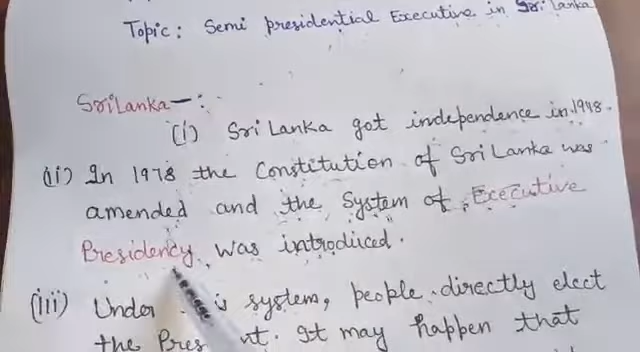 Topic: Semi presidential Executive in Sri Lanka
SriLanka-:
(i) Sri Lanka got independence in 1948.
(ii) In 1978 the Constitution of Sri Lanka was
amended and the System of Executive
Presidency was introduced.
(iii) Under system, people directly elect
the It may happen that